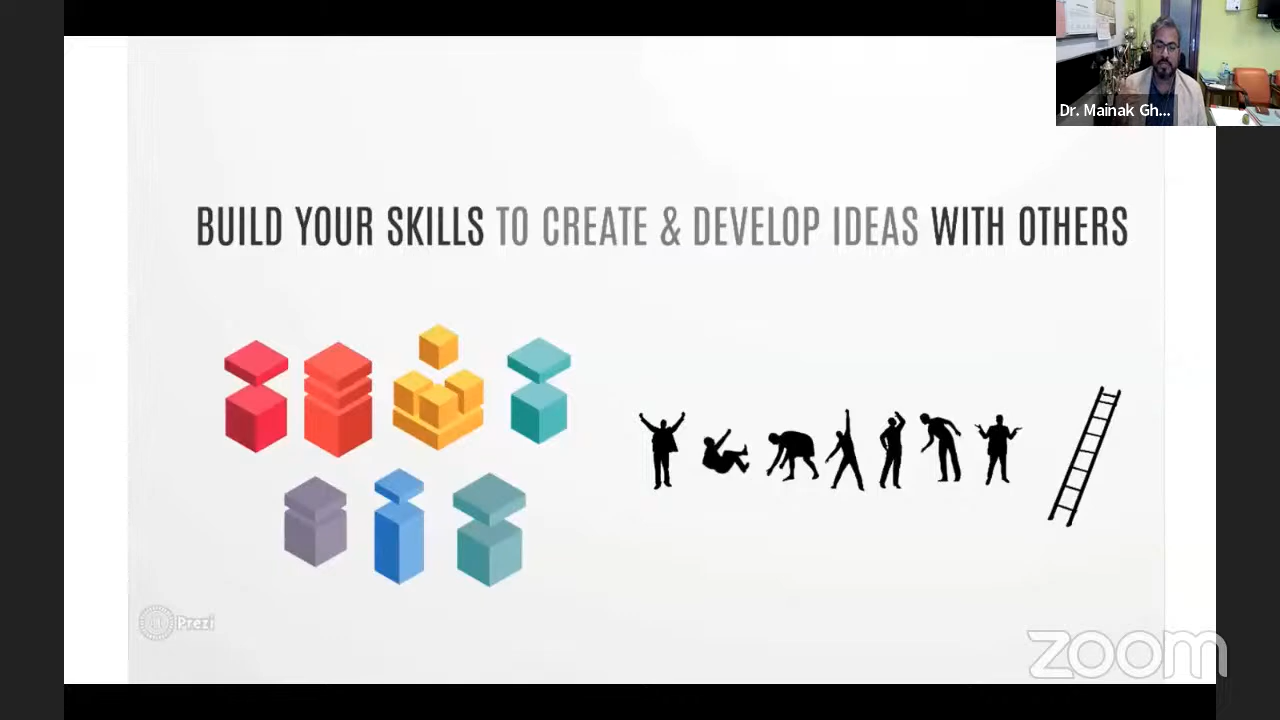 Dr. Mainak Gh...
BUILD YOUR SKILLS TO CREATE & DEVELOP IDEAS WITH OTHERS
Prezi
zoom